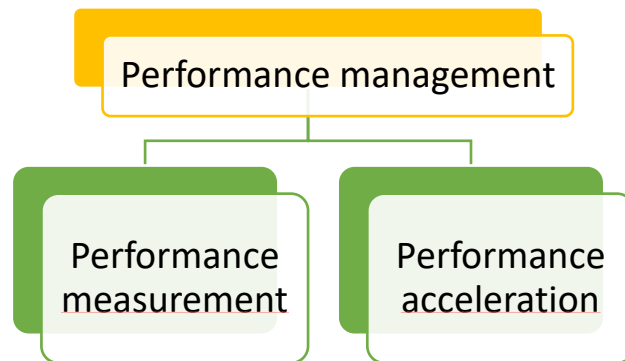 Performance management
Performance
measurement
Performance
acceleration